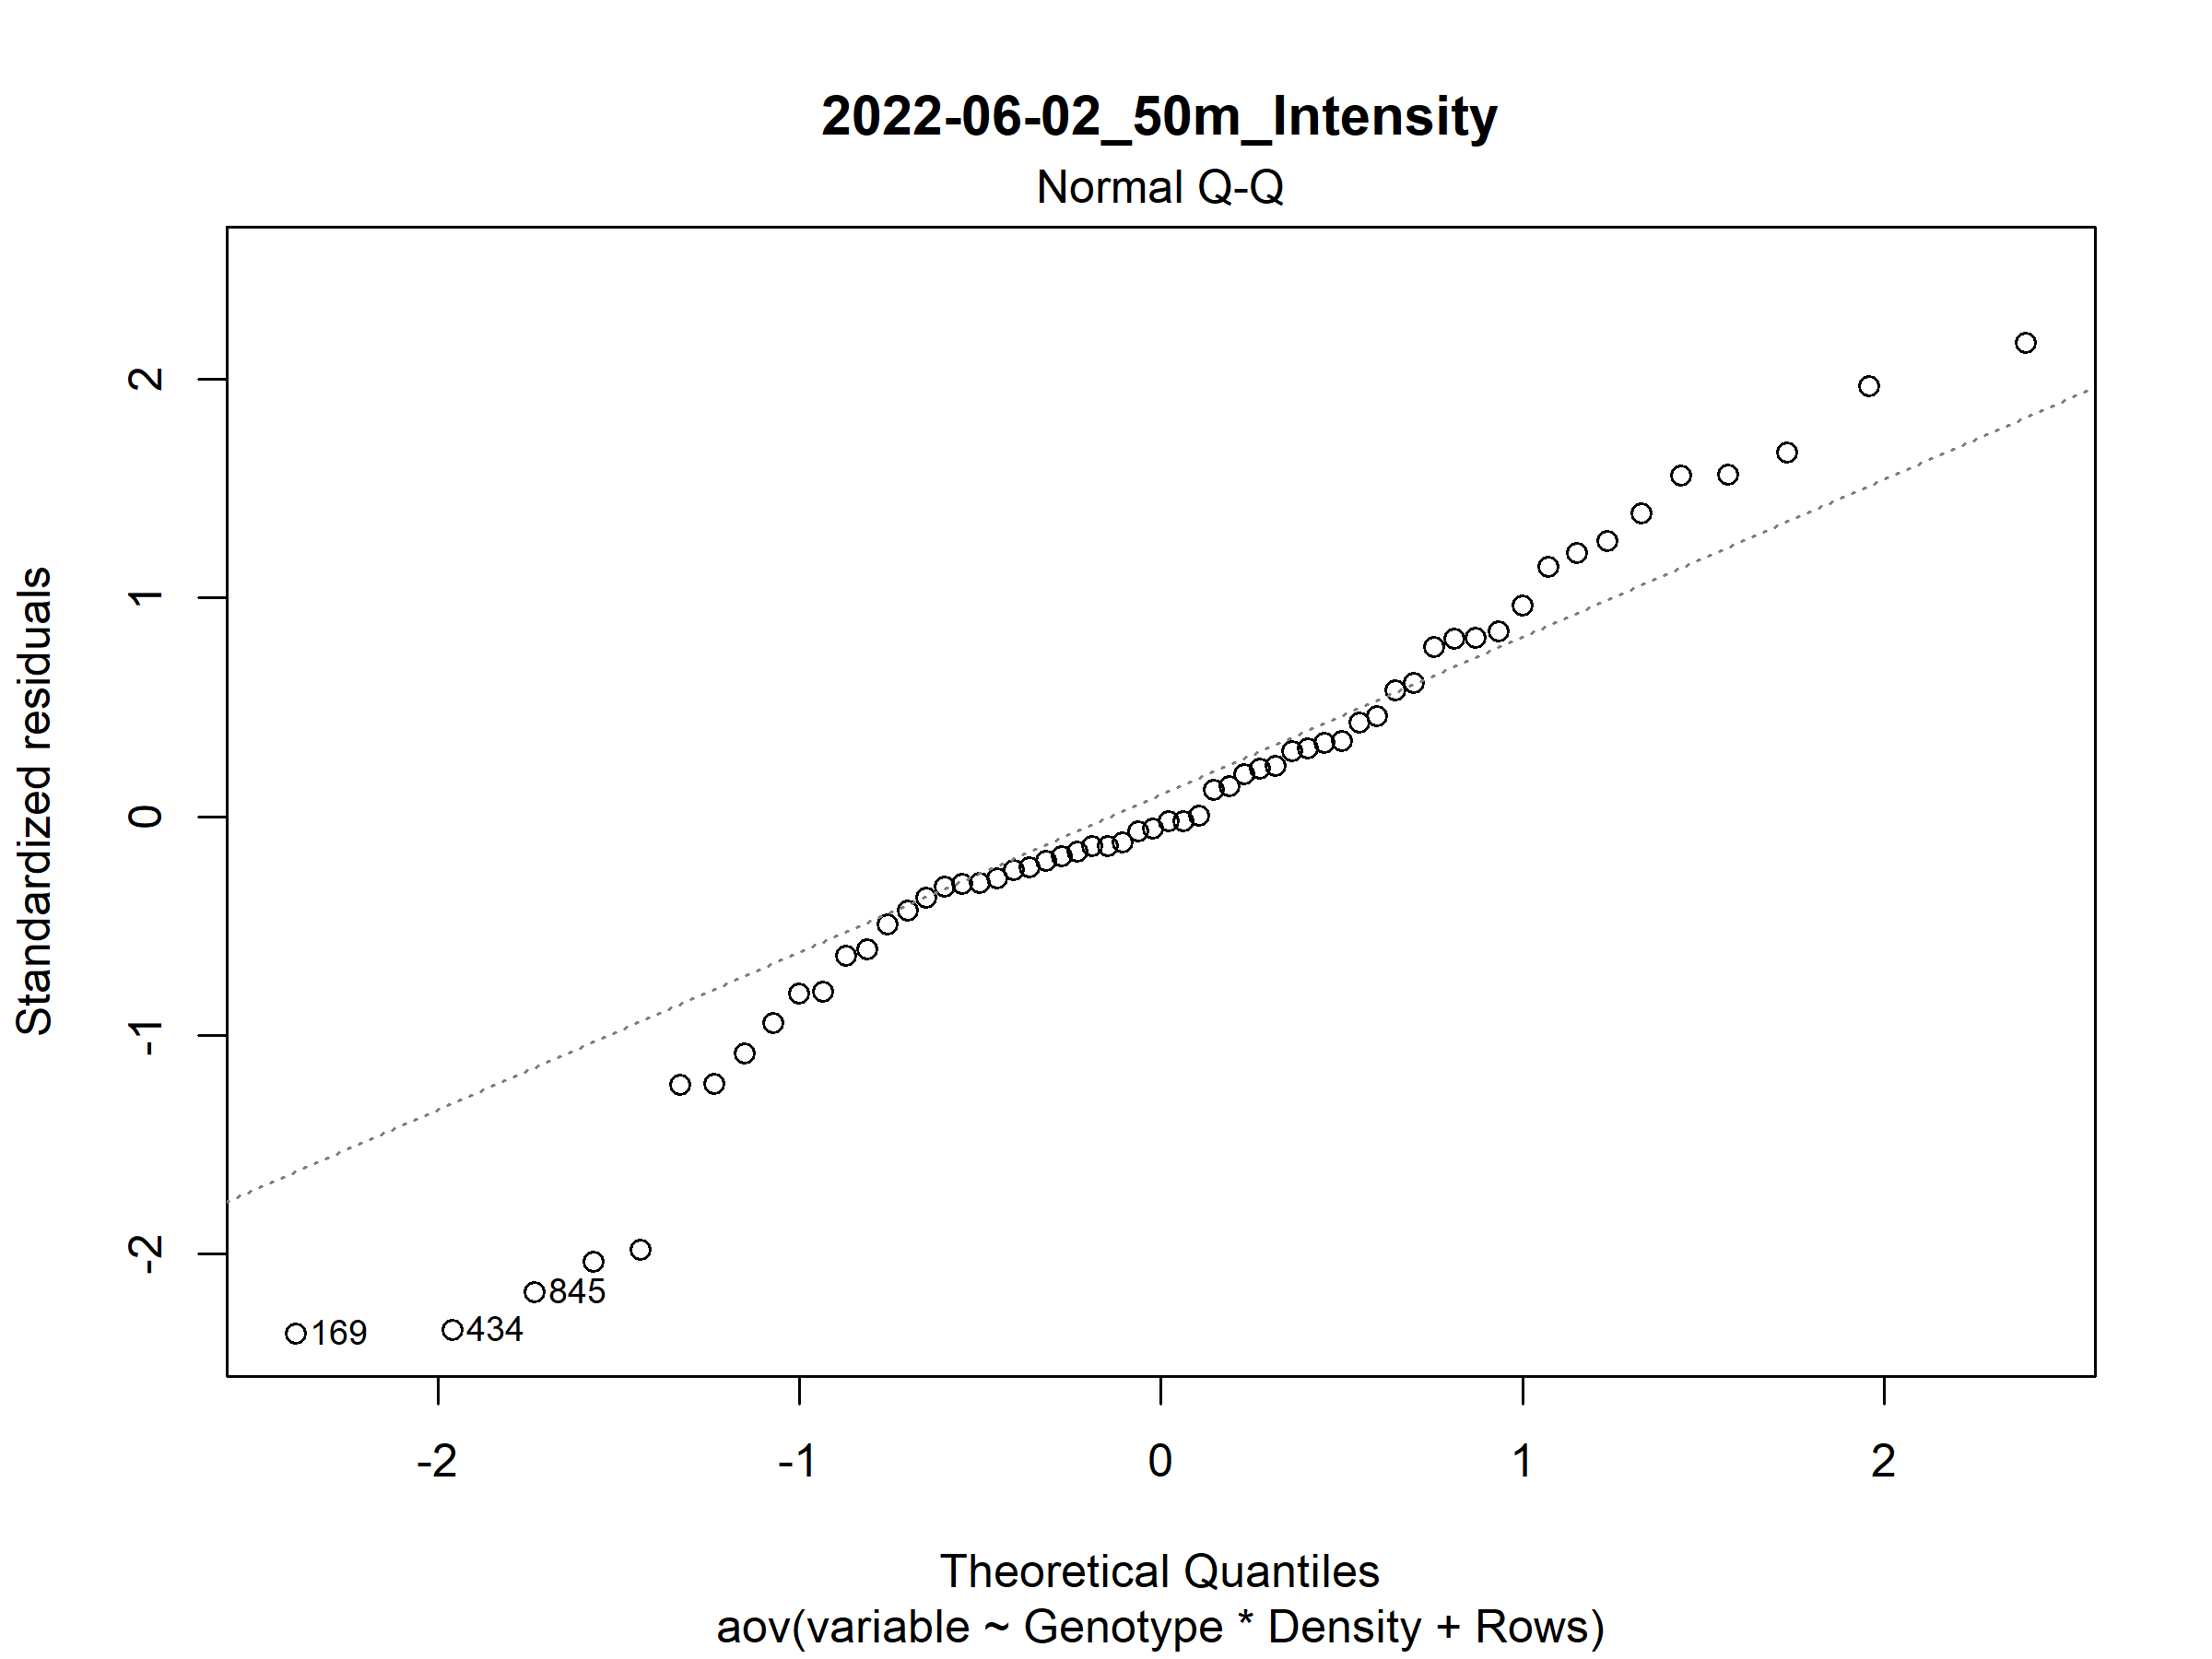 2022-06-02_50m_Intensity
Normal Q-Q
Standardized residuals
2
1
0
-1
-2
845
169
434
-2
-1
0
1
2
Theoretical Quantiles
aov(variable ~ Genotype * Density + Rows)